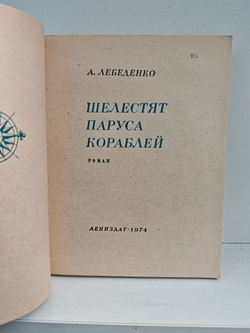 А. ЛЕБЕДЕНКО
ШЕЛЕСТЯТ
ПАРУСА
КОРАБЛЕЙ
РОМАН
ЛЕНИЗДАТ · 1974